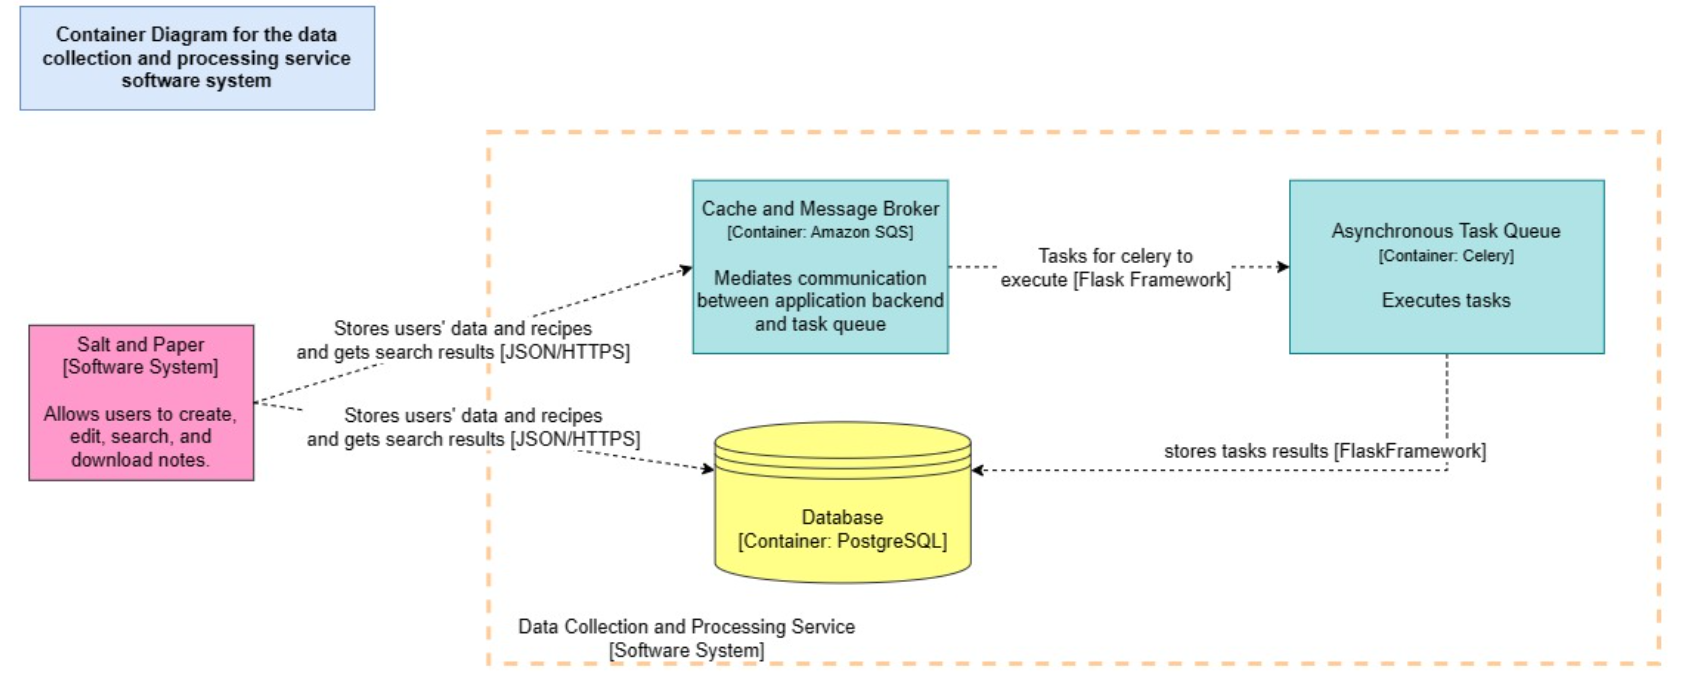 Container Diagram for the data
collection and processing service
software system
Cache and Message Broker
[Container: Amazon SQS]
Mediates communication
between application backend
and task queue
Tasks for celery to
execute [Flask Framework]
Asynchronous Task Queue
[Container: Celery]
Executes tasks
Stores users' data and recipes
and gets search results [JSON/HTTPS]
Salt and Paper
[Software System]
Allows users to create,
edit, search, and
download notes.
Stores users' data and recipes
and gets search results [JSON/HTTPS]
stores tasks results [FlaskFramework]
Database
[Container: PostgreSQL]
Data Collection and Processing Service
[Software System]